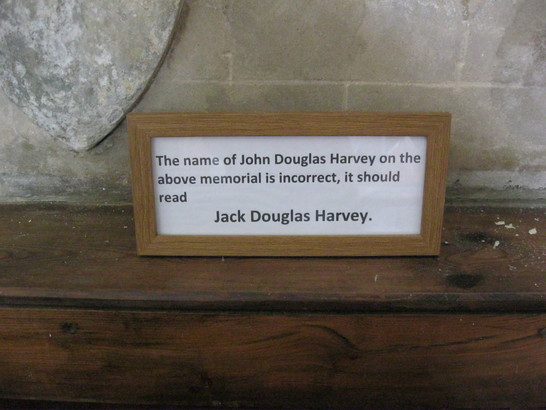 The name of John Douglas Harvey on the
above memorial is incorrect, it should
read
Jack Douglas Harvey.